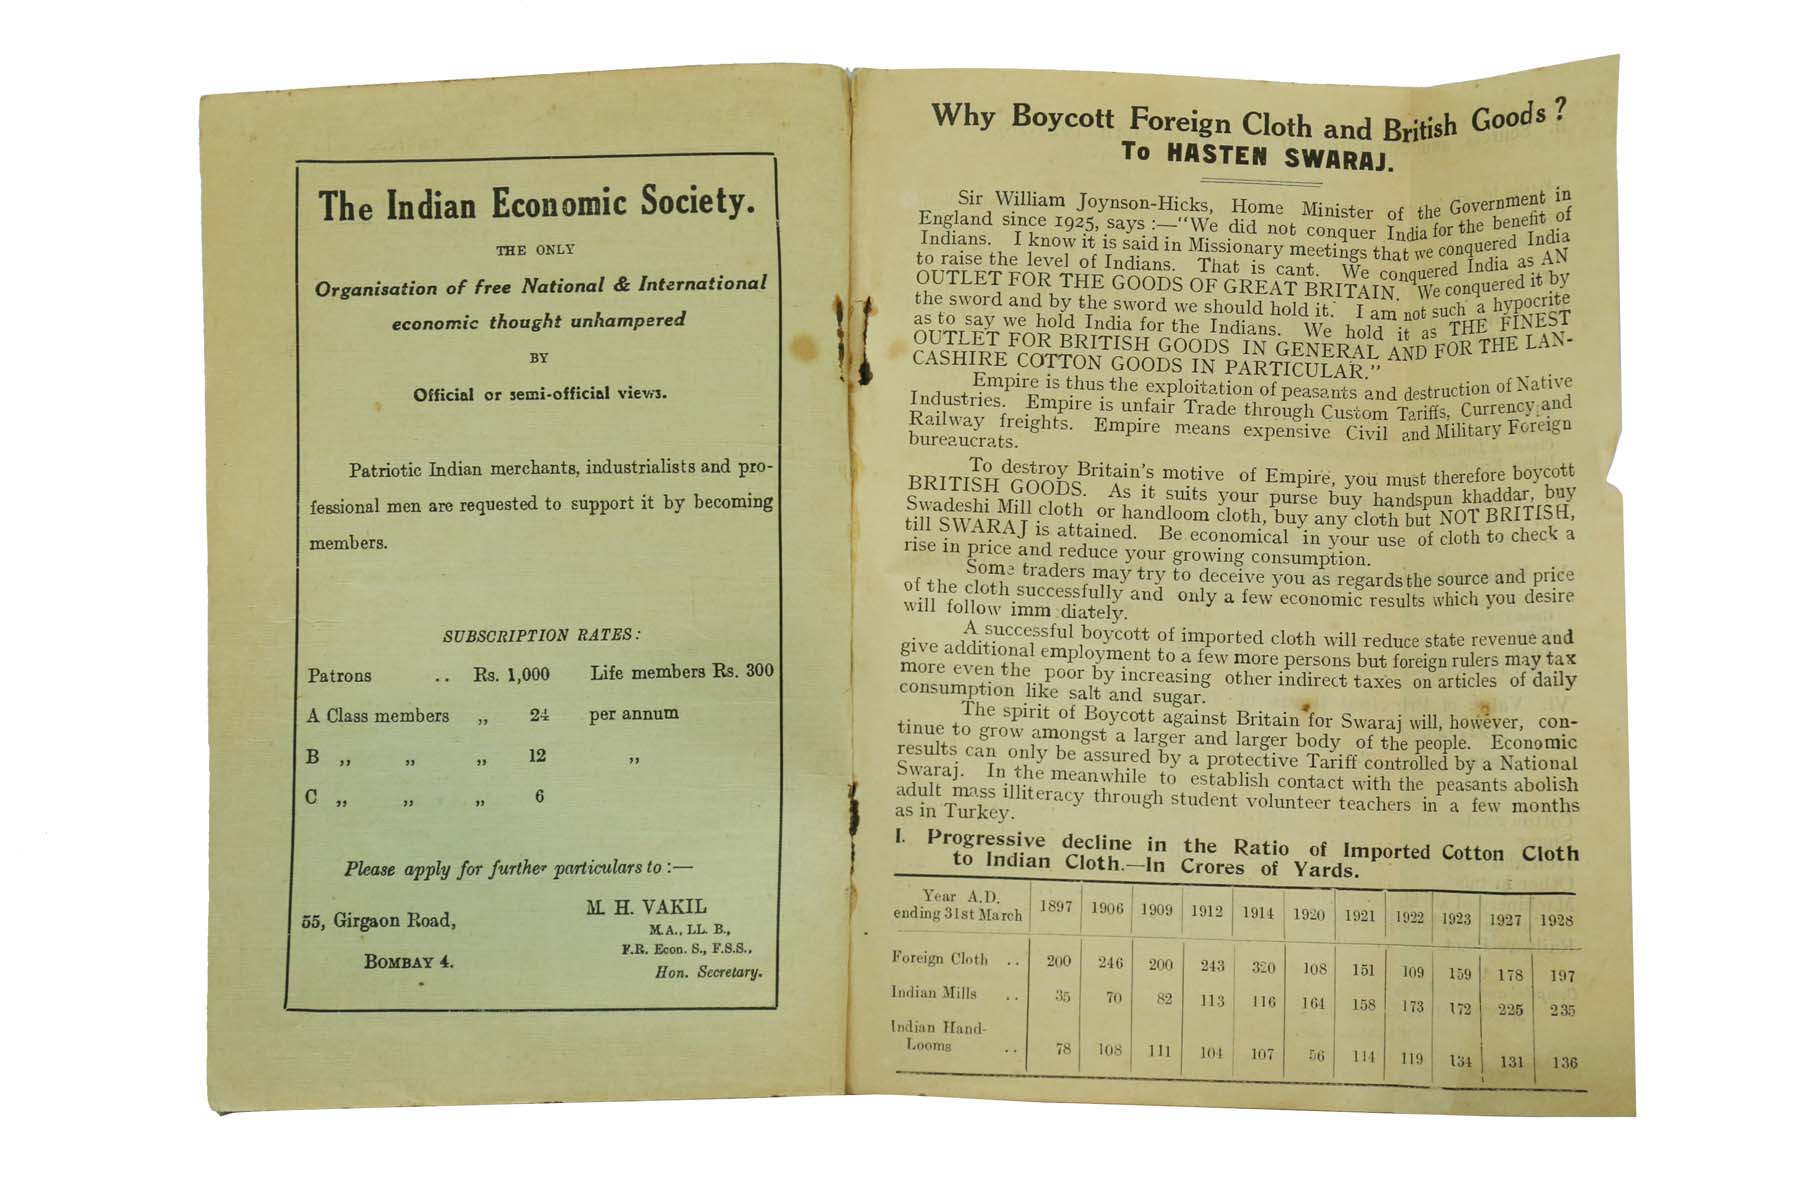 The Indian Economic Society.
THE ONLY
Organisation of free National & International
economic thought unhampered
BY
Official or semi-official views.
Patriotic Indian merchants, industrialists and pro-
fessional men are requested to support it by becoming
members.
SUBSCRIPTION RATES:
Patrons .. Rs. 1,000 Life members Rs. 300
A Class members „ 24 per annum
B „ „ „ 12 „
C „ „ „ 6
Please apply for further particulars to :—
55, Girgaon Road,
BOMBAY 4.
M. H. VAKIL
M.A., LL. B.,
F.R. Econ. S., F.S.S.,
Hon. Secretary.
Why Boycott Foreign Cloth and British Goods?
To HASTEN SWARAJ.
Sir William Joynson-Hicks, Home Minister of the Government in
England since 1925, says :—"We did not conquer India for the benefit of
Indians. I know it is said in Missionary meetings that we conquered India
to raise the level of Indians. That is cant. We conquered India as AN
OUTLET FOR THE GOODS OF GREAT BRITAIN. We conquered it by
the sword and by the sword we should hold it. I am not such a hypocrite
as to say we hold India for the Indians. We hold it as THE FINEST
OUTLET FOR BRITISH GOODS IN GENERAL AND FOR THE LAN-
CASHIRE COTTON GOODS IN PARTICULAR."
Empire is thus the exploitation of peasants and destruction of Native
Industries. Empire is unfair Trade through Custom Tariffs, Currency and
Railway freights. Empire means expensive Civil and Military Foreign
bureaucrats.
To destroy Britain's motive of Empire, you must therefore boycott
BRITISH GOODS. As it suits your purse buy handspun khaddar, buy
Swadeshi Mill cloth or handloom cloth, buy any cloth but NOT BRITISH,
till SWARAJ is attained. Be economical in your use of cloth to check a
rise in price and reduce your growing consumption.
Some traders may try to deceive you as regards the source and price
of the cloth successfully and only a few economic results which you desire
will follow imm diately.
A successful boycott of imported cloth will reduce state revenue and
give additional employment to a few more persons but foreign rulers may tax
more even the poor by increasing other indirect taxes on articles of daily
consumption like salt and sugar.
The spirit of Boycott against Britain for Swaraj will, however, con-
tinue to grow amongst a larger and larger body of the people. Economic
results can only be assured by a protective Tariff controlled by a National
Swaraj. In the meanwhile to establish contact with the peasants abolish
adult mass illiteracy through student volunteer teachers in a few months
as in Turkey.
I. Progressive decline in the Ratio of Imported Cotton Cloth
to Indian Cloth.—In Crores of Yards.
Year A.D.
ending 31st March 1897 1906 1909 1912 1914 1920 1921 1922 1923 1927 1928
Foreign Cloth .. 200 246 200 243 320 108 151 109 159 178 197
Indian Mills .. 35 70 82 113 116 164 158 173 172 225 235
Indian Hand-
Looms .. 78 108 111 104 107 56 114 119 134 131 136